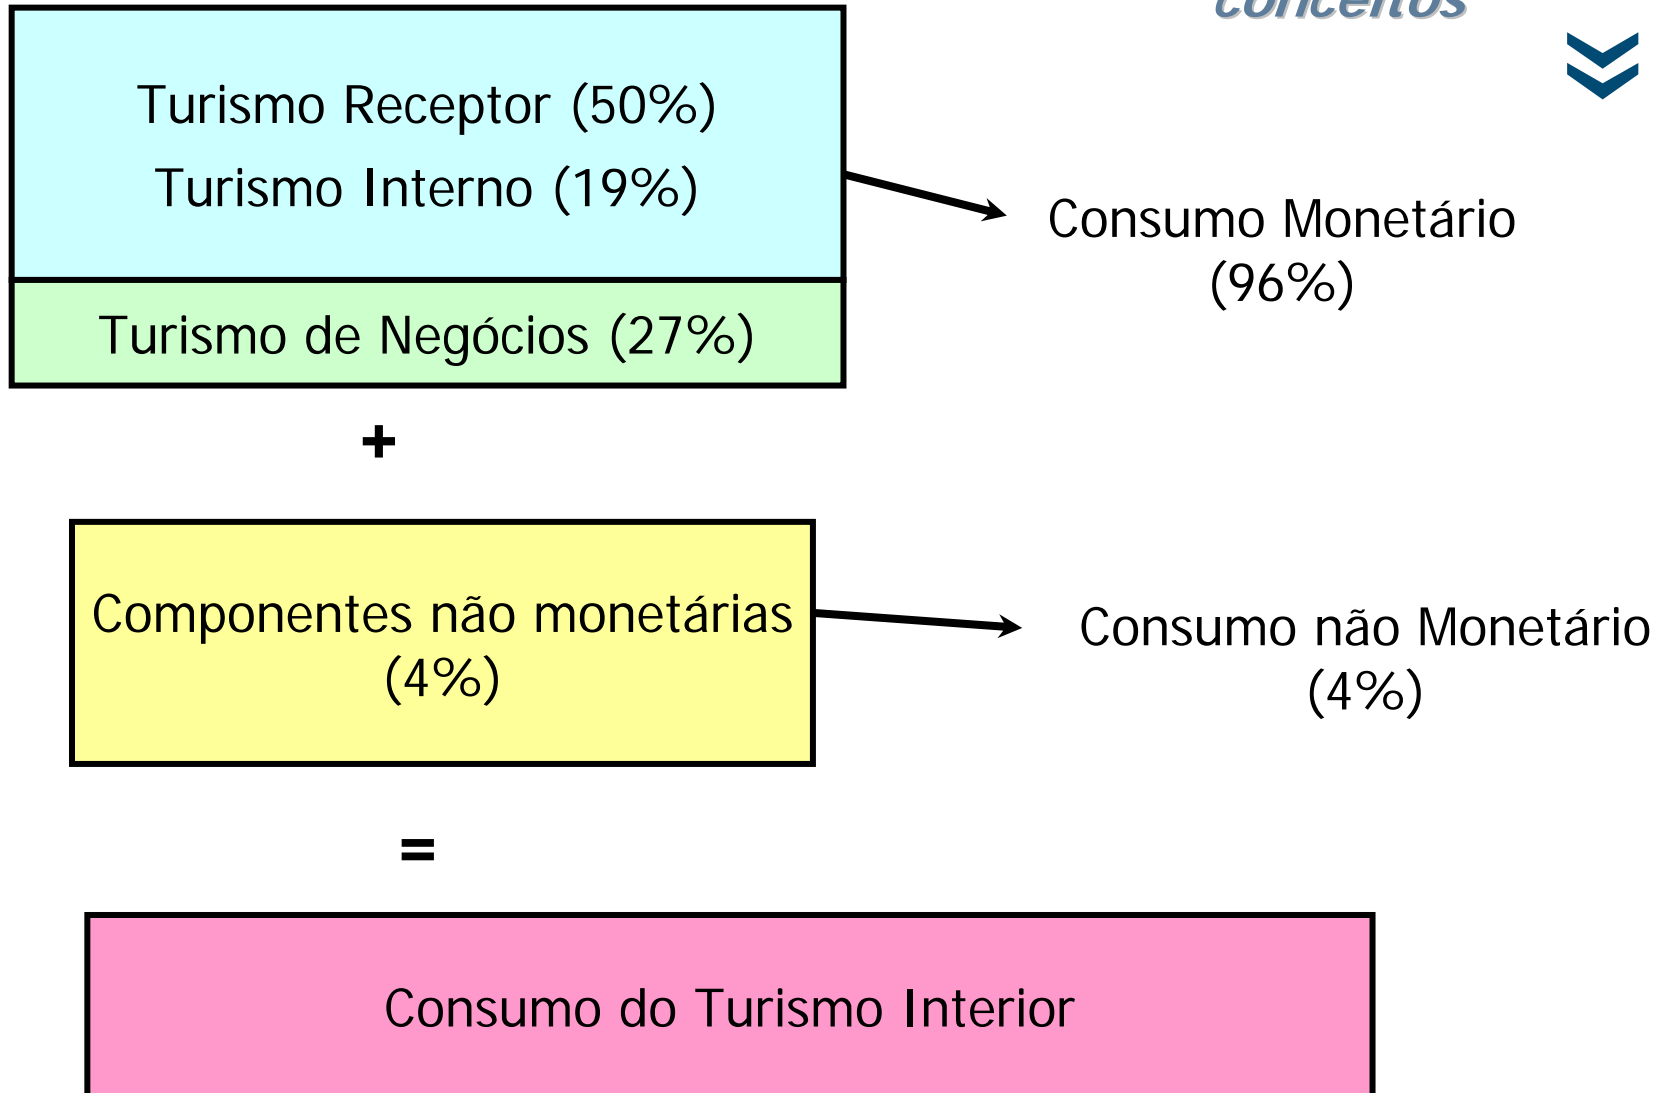 conceitos
Turismo Receptor (50%)
Turismo Interno (19%)
Consumo Monetário
(96%)
Turismo de Negócios (27%)
+
Componentes não monetárias
(4%)
Consumo não Monetário
(4%)
=
Consumo do Turismo Interior